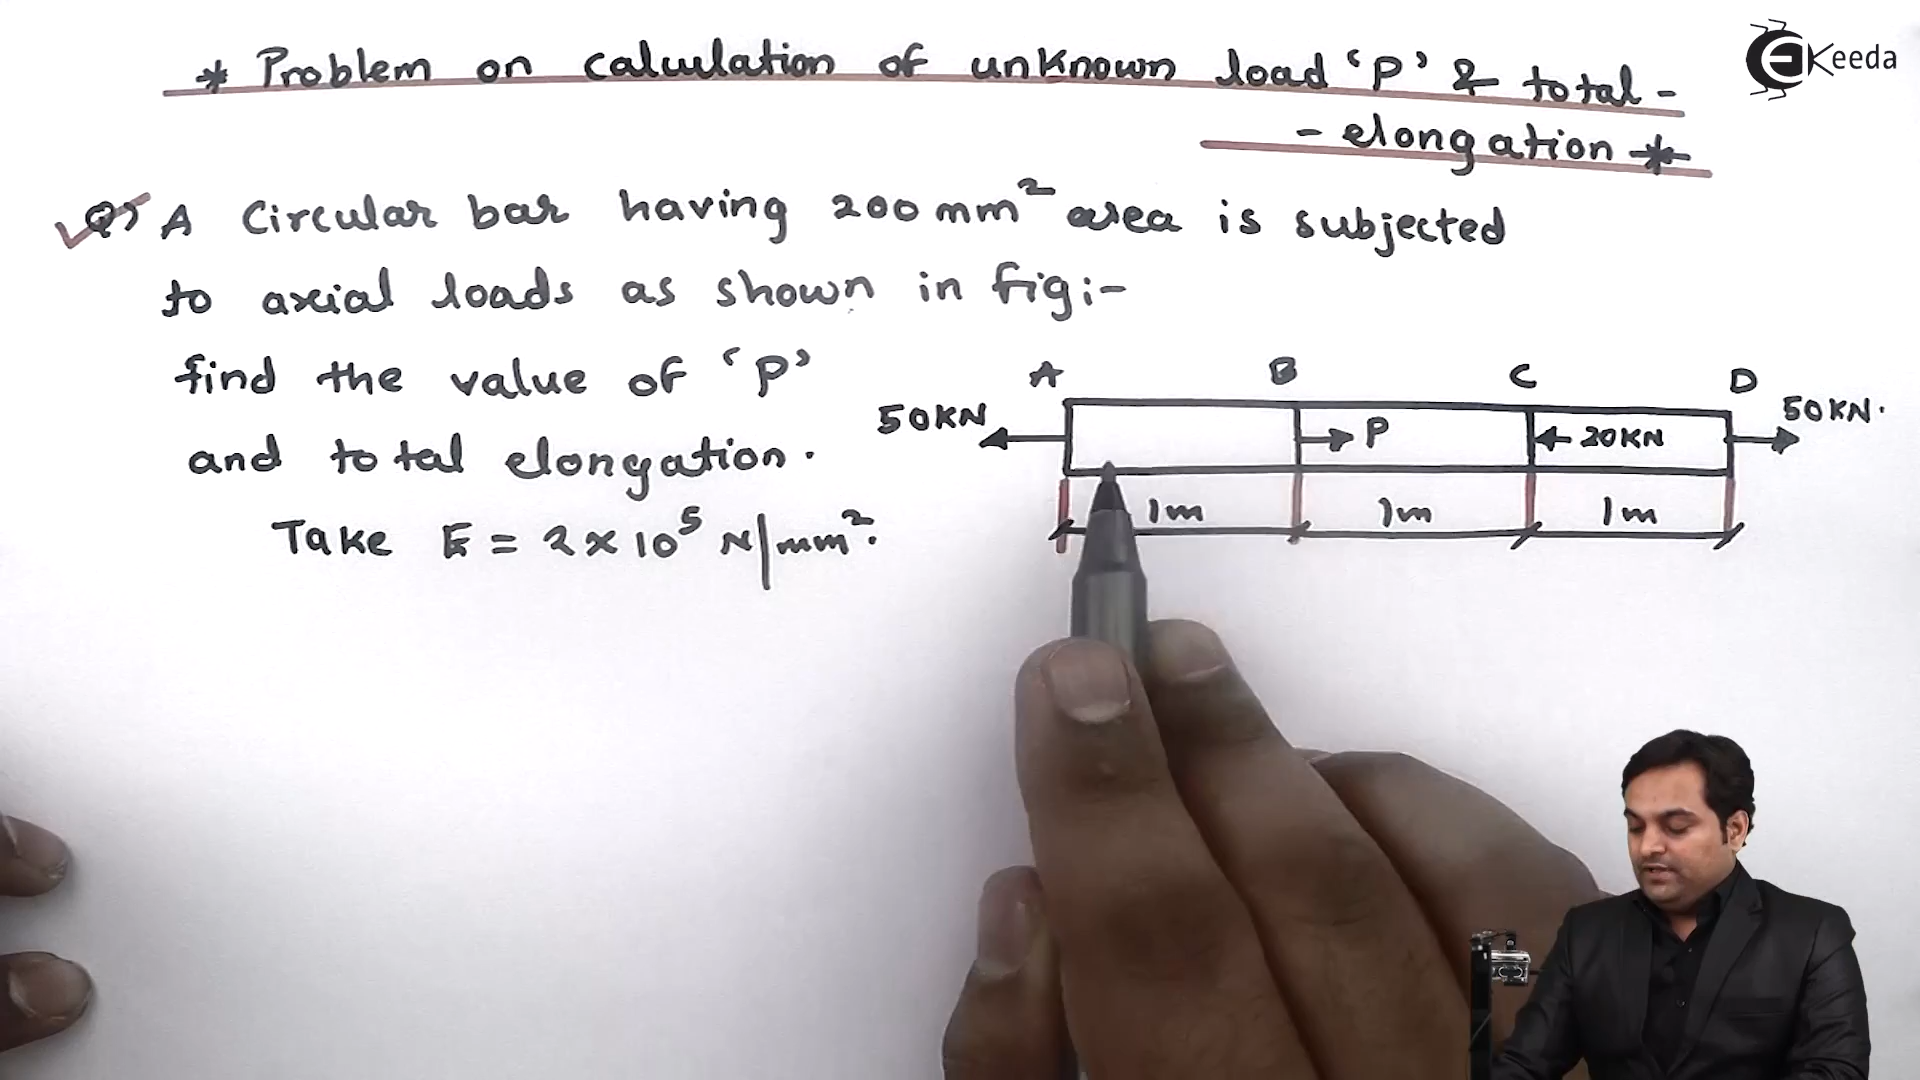 * Problem on calculation of unknown load 'P' & total -
- elongation *
EKeeda
Q) A Circular bar having 200 mm² area is subjected
to axial loads as shown in fig:-
find the value of 'P'
and total elongation.
Take E = 2 × 10⁵ N/mm².
A B C D
50KN P 20KN 50KN.
1m 1m 1m